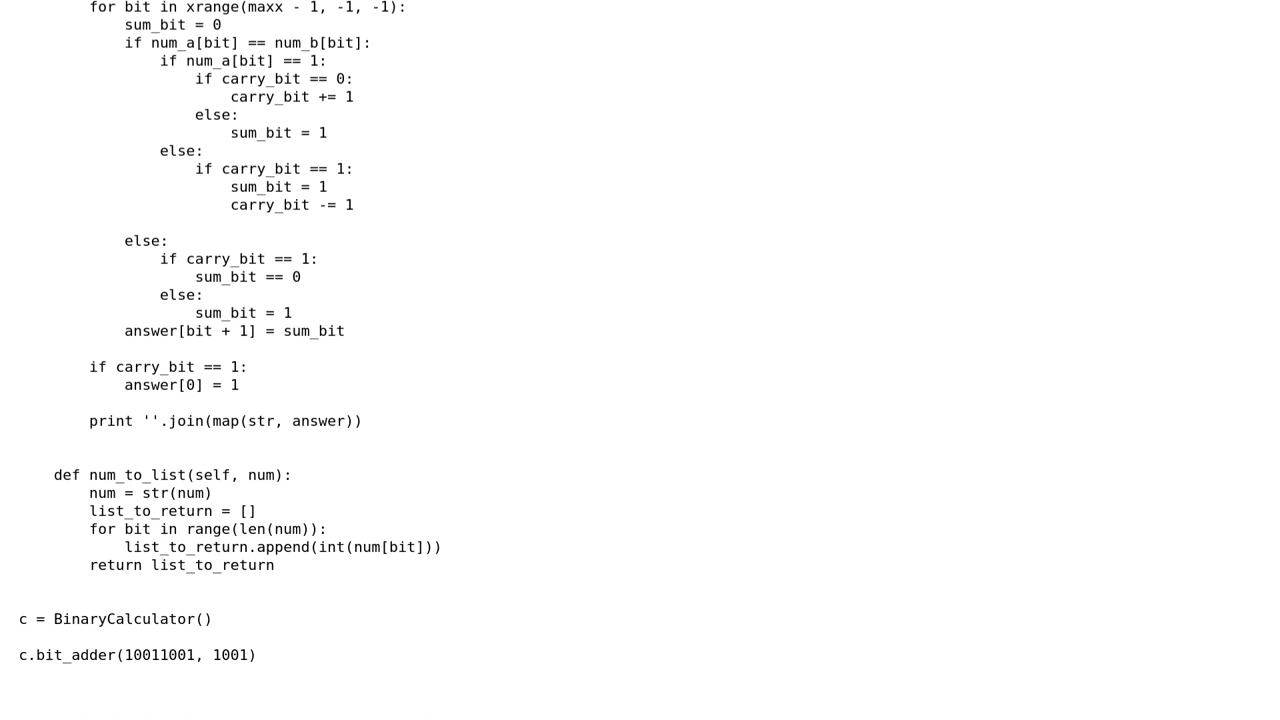 for bit in xrange(maxx - 1, -1, -1):
            sum_bit = 0
            if num_a[bit] == num_b[bit]:
                if num_a[bit] == 1:
                    if carry_bit == 0:
                        carry_bit += 1
                    else:
                        sum_bit = 1
                else:
                    if carry_bit == 1:
                        sum_bit = 1
                        carry_bit -= 1

            else:
                if carry_bit == 1:
                    sum_bit == 0
                else:
                    sum_bit = 1
            answer[bit + 1] = sum_bit

        if carry_bit == 1:
            answer[0] = 1

        print ''.join(map(str, answer))


    def num_to_list(self, num):
        num = str(num)
        list_to_return = []
        for bit in range(len(num)):
            list_to_return.append(int(num[bit]))
        return list_to_return


c = BinaryCalculator()

c.bit_adder(10011001, 1001)